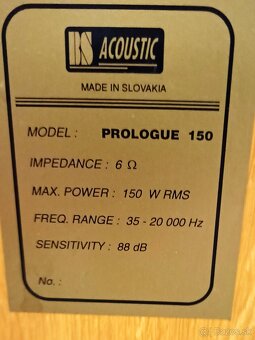 RS ACOUSTIC
MADE IN SLOVAKIA
MODEL : PROLOGUE 150
IMPEDANCE : 6 Ω
MAX. POWER : 150 W RMS
FREQ. RANGE : 35 - 20 000 Hz
SENSITIVITY : 88 dB
No. :